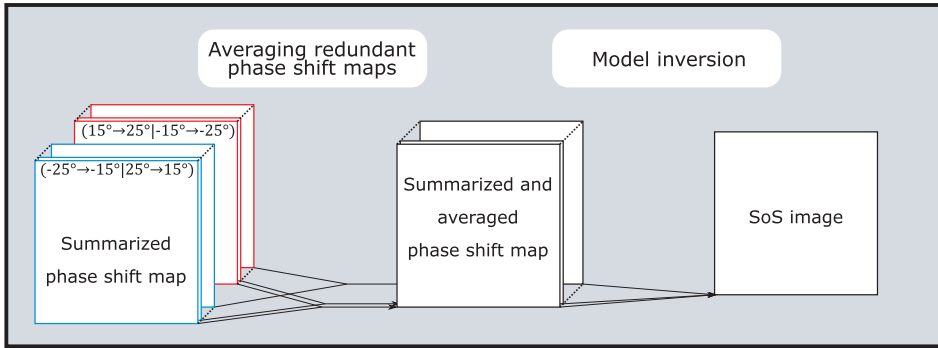 Averaging redundant
phase shift maps
Model inversion
(15°→25°|-15°→-25°)
(-25°→-15°|25°→15°)
Summarized
phase shift map
Summarized and
averaged
phase shift map
SoS image